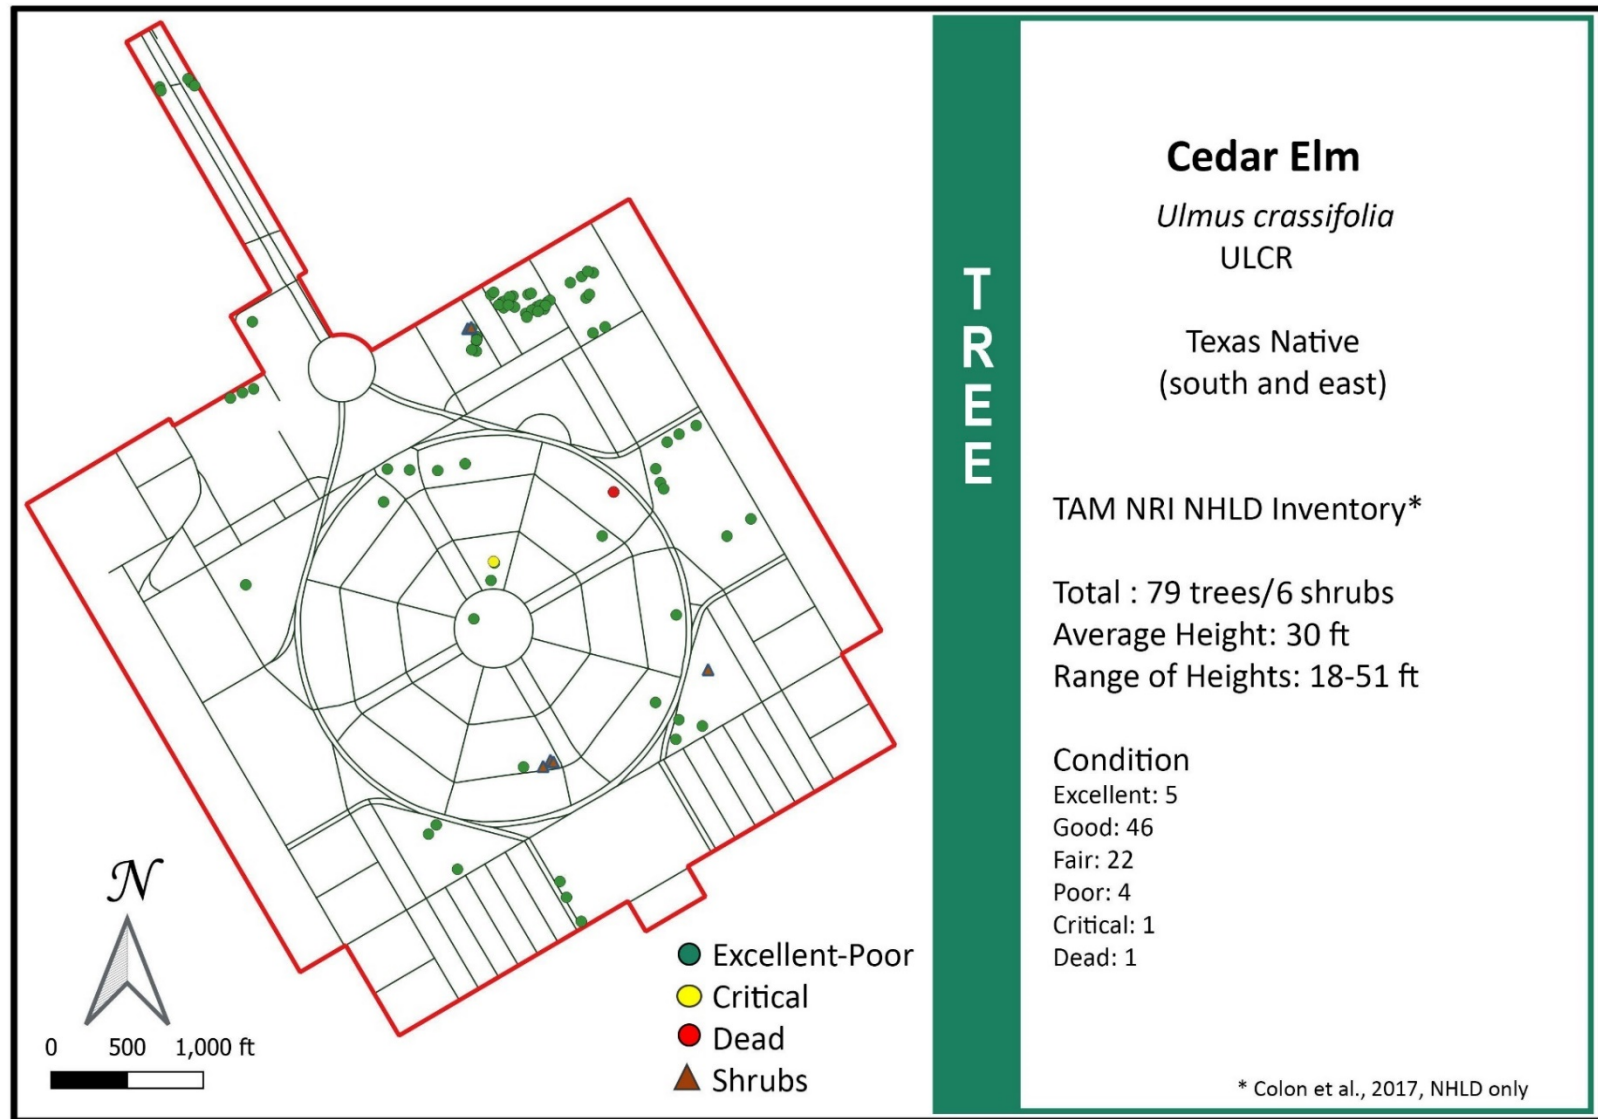 N
0 500 1,000 ft
Excellent-Poor
Critical
Dead
Shrubs
TREE
Cedar Elm
Ulmus crassifolia
ULCR
Texas Native
(south and east)
TAM NRI NHLD Inventory*
Total : 79 trees/6 shrubs
Average Height: 30 ft
Range of Heights: 18-51 ft
Condition
Excellent: 5
Good: 46
Fair: 22
Poor: 4
Critical: 1
Dead: 1
* Colon et al., 2017, NHLD only